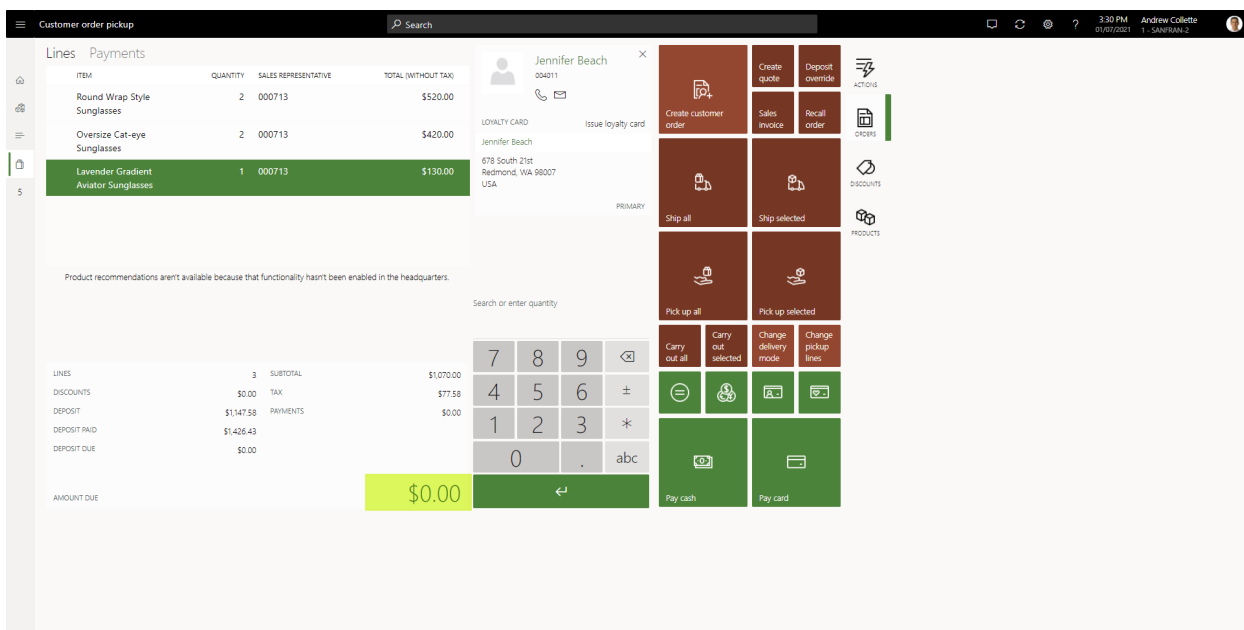 Customer order pickup
Search
3:30 PM
01/07/2021
Andrew Collette
1 - SANFRAN-2
5
Lines Payments
ITEM QUANTITY SALES REPRESENTATIVE TOTAL (WITHOUT TAX)
Round Wrap Style
Sunglasses
2 000713 $520.00
Oversize Cat-eye
Sunglasses
2 000713 $420.00
Lavender Gradient
Aviator Sunglasses
1 000713 $130.00
Product recommendations aren't available because that functionality hasn't been enabled in the headquarters.
LINES 3
DISCOUNTS $0.00
DEPOSIT $1,147.58
DEPOSIT PAID $1,426.43
DEPOSIT DUE $0.00
SUBTOTAL $1,070.00
TAX $77.58
PAYMENTS $0.00
AMOUNT DUE $0.00
Jennifer Beach
004011
LOYALTY CARD Issue loyalty card
Jennifer Beach
678 South 21st
Redmond, WA 98007
USA
PRIMARY
Search or enter quantity
7 8 9
4 5 6 ±
1 2 3 *
0 . abc
Create customer
order
Create
quote
Deposit
override
Sales
invoice
Recall
order
Ship all
Ship selected
Pick up all
Pick up selected
Carry
out all
Carry
out
selected
Change
delivery
mode
Change
pickup
lines
Pay cash
Pay card
ACTIONS
ORDERS
DISCOUNTS
PRODUCTS